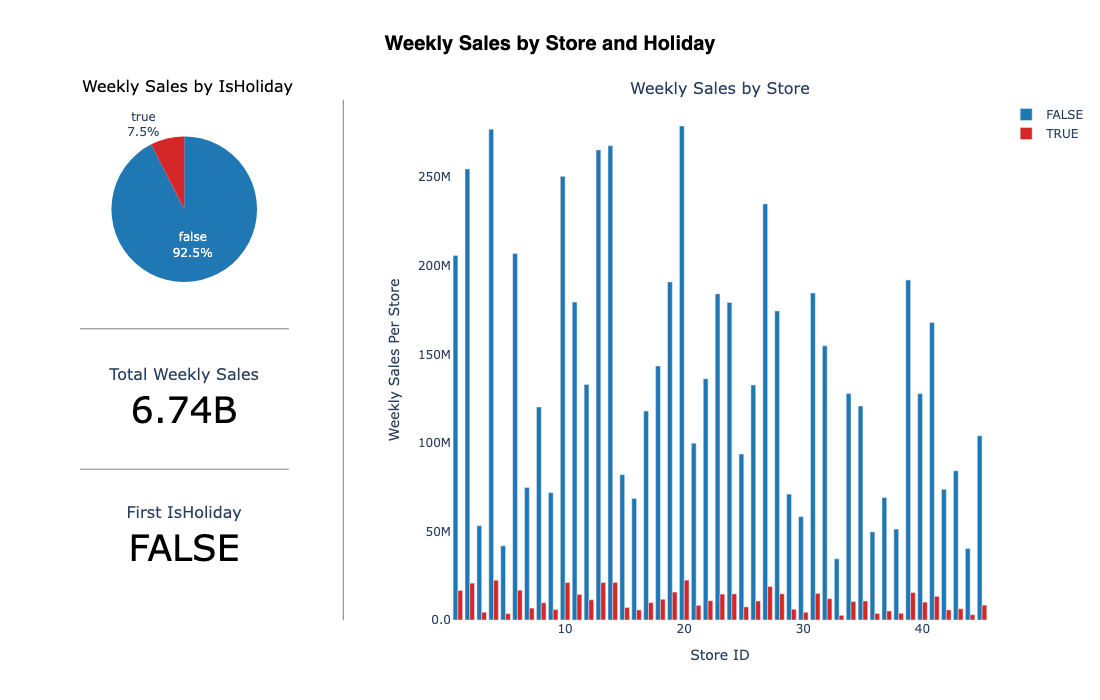 Weekly Sales by Store and Holiday
Weekly Sales by IsHoliday
true
7.5%
false
92.5%
Total Weekly Sales
6.74B
First IsHoliday
FALSE
Weekly Sales by Store
FALSE
TRUE
Weekly Sales Per Store
250M
200M
150M
100M
50M
0.0
10
20
30
40
Store ID